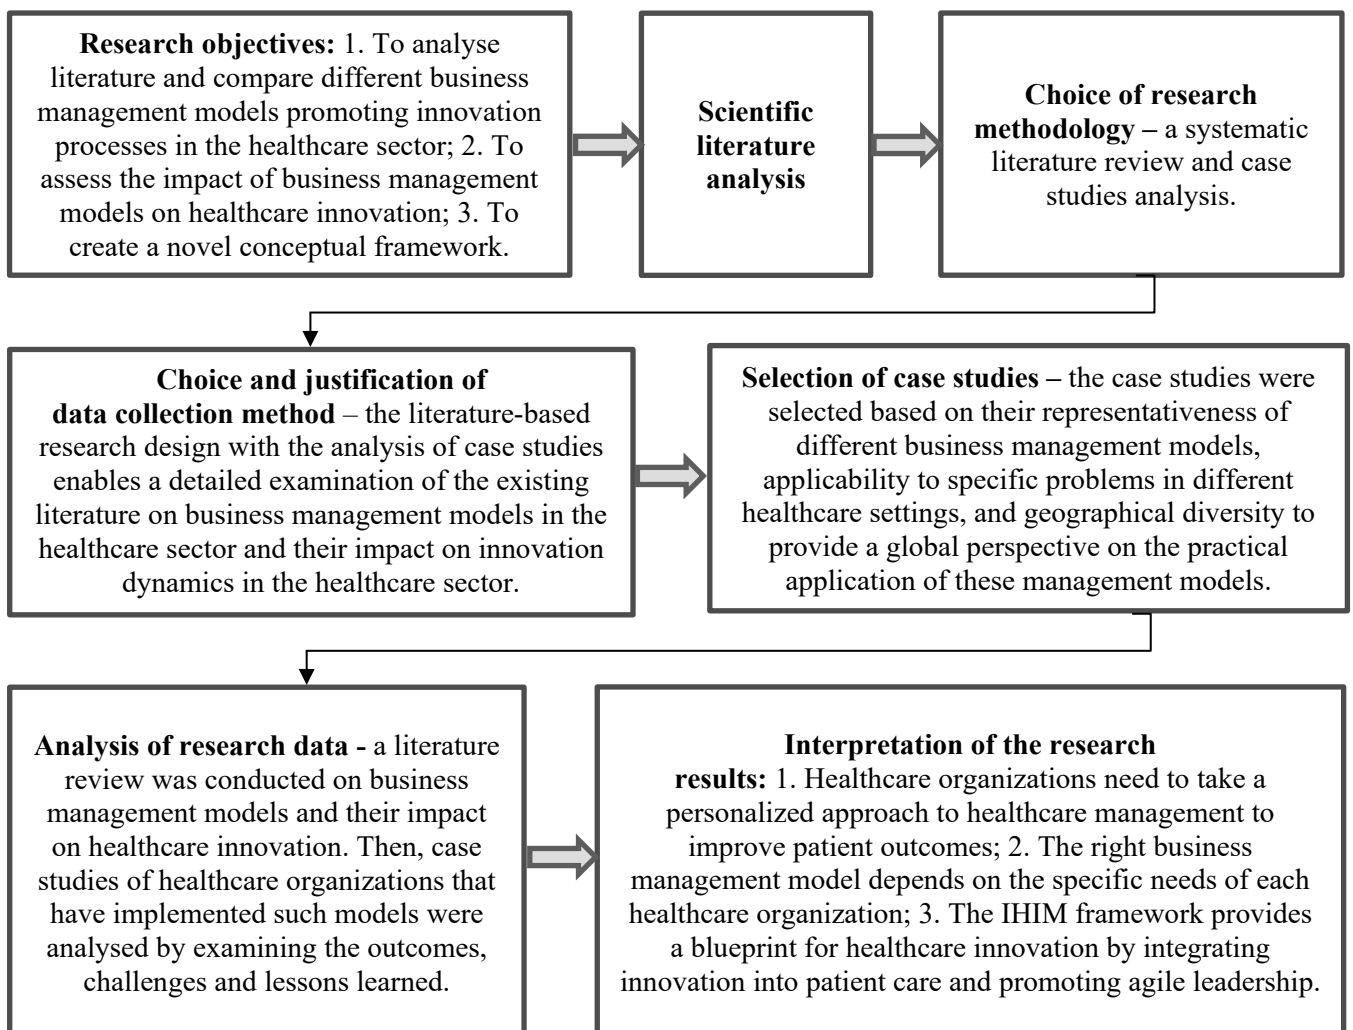 Research objectives: 1. To analyse
literature and compare different business
management models promoting innovation
processes in the healthcare sector; 2. To
assess the impact of business management
models on healthcare innovation; 3. To
create a novel conceptual framework.
Scientific
literature
analysis
Choice of research
methodology – a systematic
literature review and case
studies analysis.
Choice and justification of
data collection method – the literature-based
research design with the analysis of case studies
enables a detailed examination of the existing
literature on business management models in the
healthcare sector and their impact on innovation
dynamics in the healthcare sector.
Selection of case studies – the case studies were
selected based on their representativeness of
different business management models,
applicability to specific problems in different
healthcare settings, and geographical diversity to
provide a global perspective on the practical
application of these management models.
Analysis of research data - a literature
review was conducted on business
management models and their impact
on healthcare innovation. Then, case
studies of healthcare organizations that
have implemented such models were
analysed by examining the outcomes,
challenges and lessons learned.
Interpretation of the research
results: 1. Healthcare organizations need to take a
personalized approach to healthcare management to
improve patient outcomes; 2. The right business
management model depends on the specific needs of each
healthcare organization; 3. The IHIM framework provides
a blueprint for healthcare innovation by integrating
innovation into patient care and promoting agile leadership.